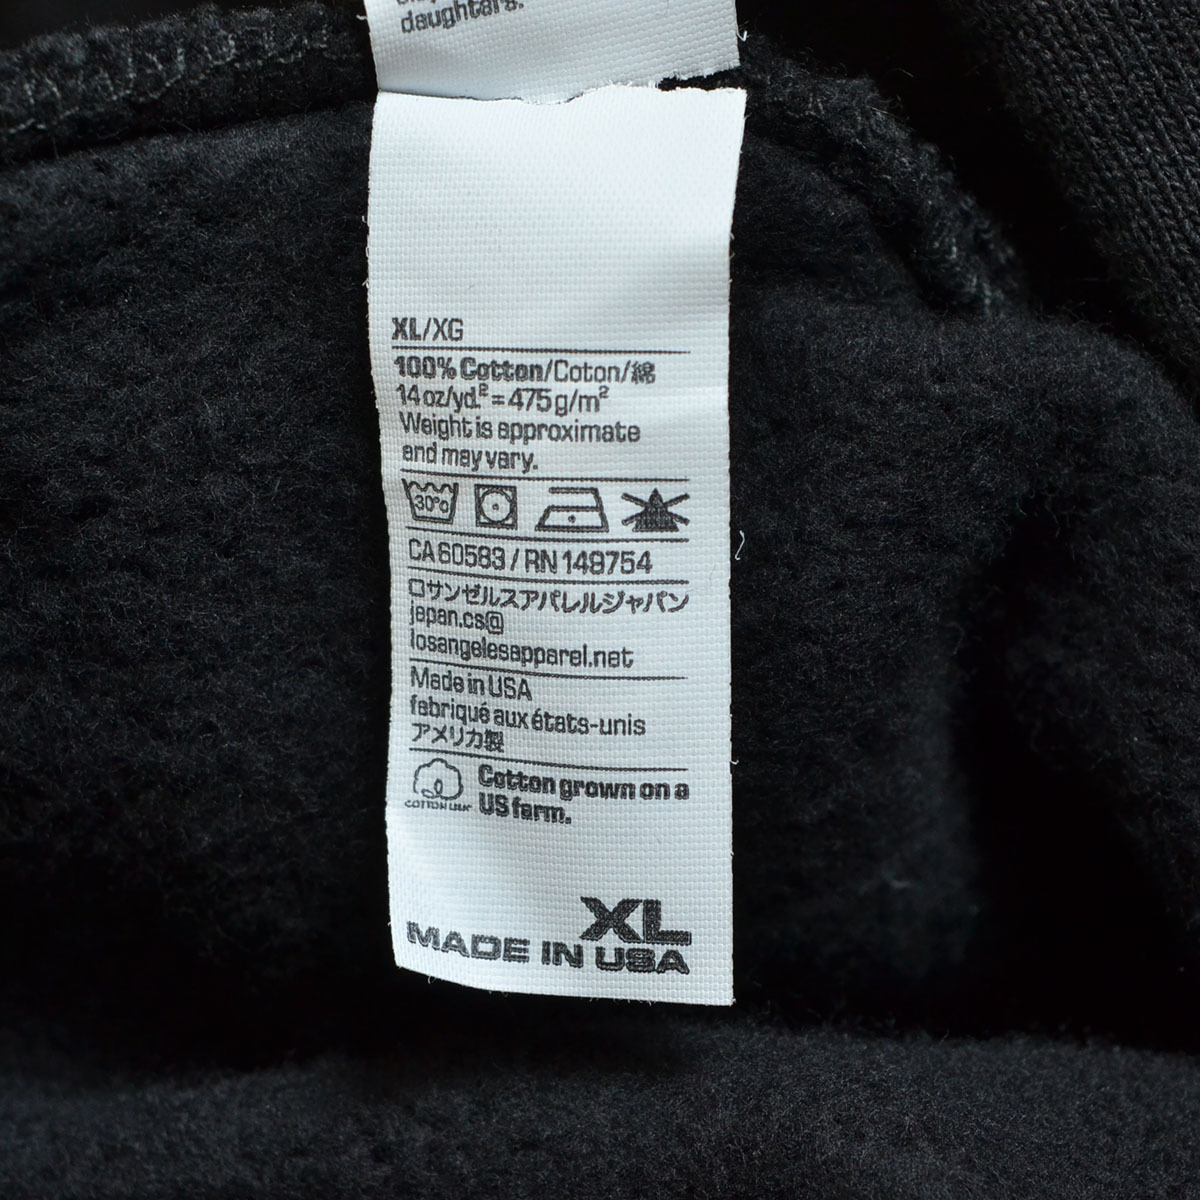 daughters.
XL/XG
100% Cotton/Coton/綿
14 oz/yd.² = 475 g/m²
Weight is approximate
and may vary.
30°c
CA 60583 / RN 149754
ロサンゼルスアパレルジャパン
japan.cs@
losangelesapparel.net
Made in USA
fabriqué aux états-unis
アメリカ製
COTTON USA
Cotton grown on a
US farm.
XL
MADE IN USA